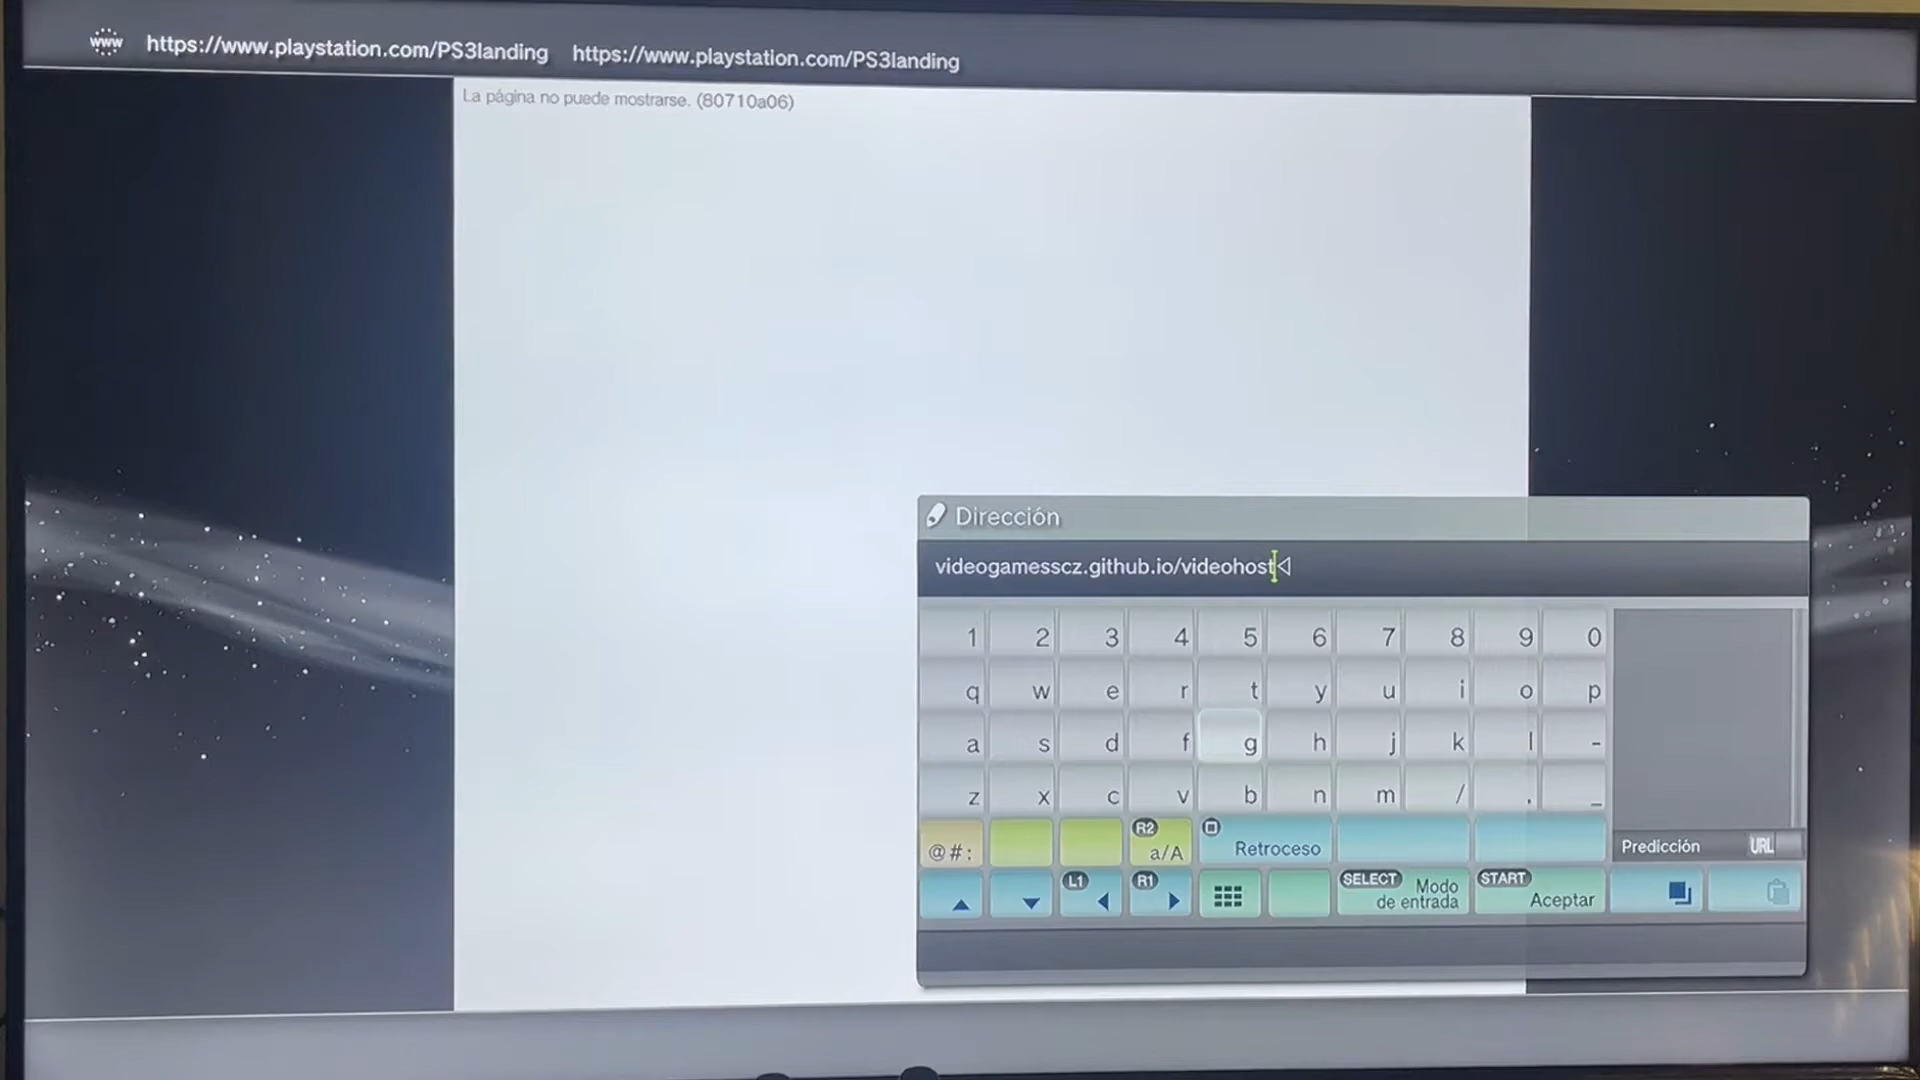 www https://www.playstation.com/PS3landing https://www.playstation.com/PS3landing
La página no puede mostrarse. (80710a06)
Dirección
videogamesscz.github.io/videohost
1 2 3 4 5 6 7 8 9 0
q w e r t y u i o p
a s d f g h j k l -
z x c v b n m / . _
@#: R2 a/A Retroceso
Predicción URL
L1 R1 SELECT Modo de entrada START Aceptar